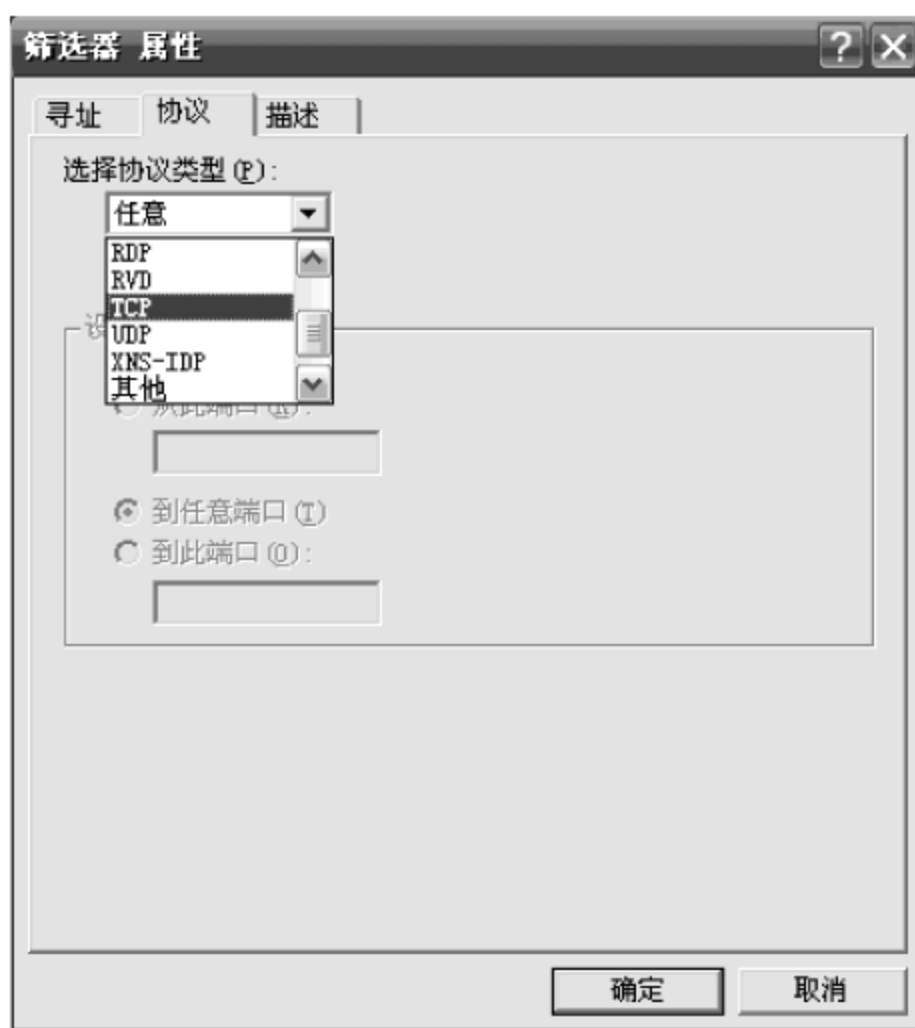 筛选器 属性
寻址 协议 描述
选择协议类型(P):
任意
RDP
RVD
TCP
UDP
XNS-IDP
其他
到任意端口(T)
到此端口(O):
确定 取消